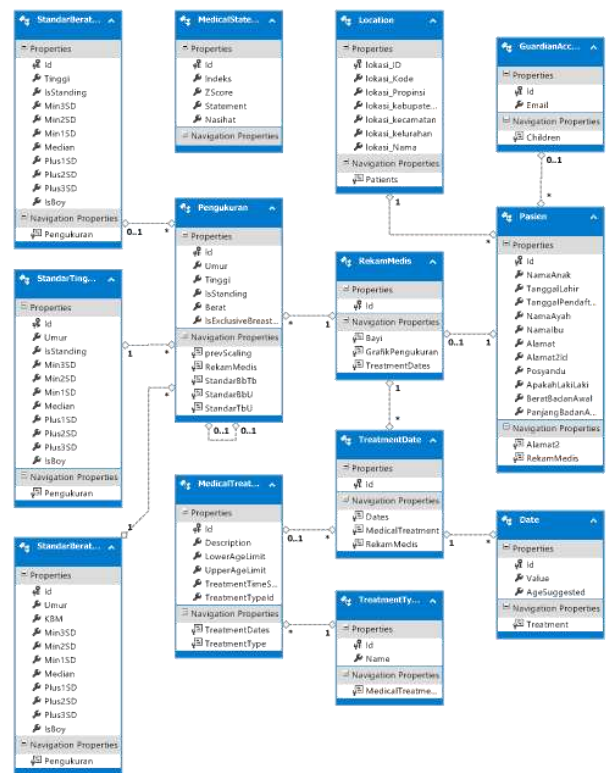 StandarBerat...
Properties
Id
Tinggi
IsStanding
Min3SD
Min2SD
Min1SD
Median
Plus1SD
Plus2SD
Plus3SD
IsBoy
Navigation Properties
Pengukuran
MedicalState...
Properties
Id
Indeks
ZScore
Statement
Nasihat
Navigation Properties
Location
Properties
lokasi_ID
lokasi_Kode
lokasi_Propinsi
lokasi_kabupate...
lokasi_kecamatan
lokasi_kelurahan
lokasi_Nama
Navigation Properties
Patients
GuardianAcc...
Properties
Id
Email
Navigation Properties
Children
0..1
*
1
*
0..1
*
Pengukuran
Properties
Id
Umur
Tinggi
IsStanding
Berat
IsExclusiveBreast...
Navigation Properties
prevScaling
RekamMedis
StandarBbTb
StandarBbU
StandarTbU
0..1
0..1
RekamMedis
Properties
Id
Navigation Properties
Bayi
GrafikPengukuran
TreatmentDates
*
1
0..1
1
Pasien
Properties
Id
NamaAnak
TanggalLahir
TanggalPendaft...
NamaAyah
NamaIbu
Alamat
Alamat2Id
Posyandu
ApakahLakiLaki
BeratBadanAwal
PanjangBadanA...
Navigation Properties
Alamat2
RekamMedis
StandarTing...
Properties
Id
Umur
IsStanding
Min3SD
Min2SD
Min1SD
Median
Plus1SD
Plus2SD
Plus3SD
IsBoy
Navigation Properties
Pengukuran
1
*
*
1
1
*
MedicalTreat...
Properties
Id
Description
LowerAgeLimit
UpperAgeLimit
TreatmentTimeS...
TreatmentTypeId
Navigation Properties
TreatmentDates
TreatmentType
0..1
*
*
1
TreatmentDate
Properties
Id
Navigation Properties
Dates
MedicalTreatment
RekamMedis
1
*
Date
Properties
Id
Value
AgeSuggested
Navigation Properties
Treatment
StandarBerat...
Properties
Id
Umur
KBM
Min3SD
Min2SD
Min1SD
Median
Plus1SD
Plus2SD
Plus3SD
IsBoy
Navigation Properties
Pengukuran
TreatmentTy...
Properties
Id
Name
Navigation Properties
MedicalTreatme...